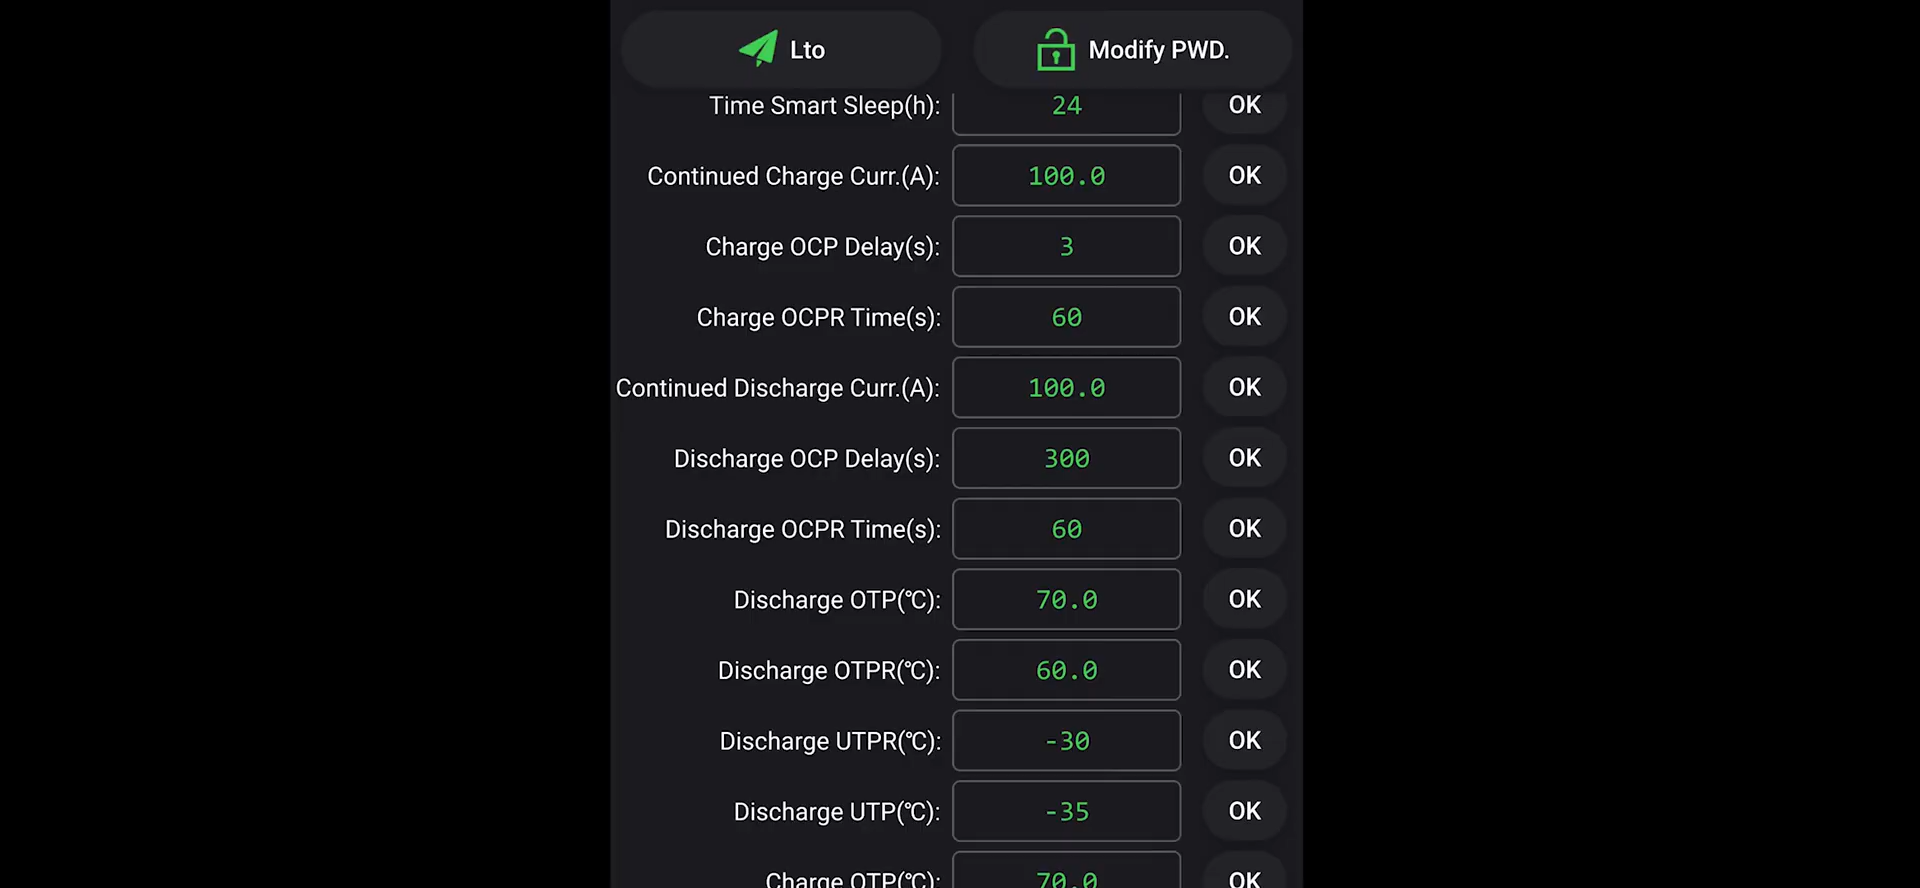 Lto Modify PWD.
Time Smart Sleep(h): 24 OK
Continued Charge Curr.(A): 100.0 OK
Charge OCP Delay(s): 3 OK
Charge OCPR Time(s): 60 OK
Continued Discharge Curr.(A): 100.0 OK
Discharge OCP Delay(s): 300 OK
Discharge OCPR Time(s): 60 OK
Discharge OTP(℃): 70.0 OK
Discharge OTPR(℃): 60.0 OK
Discharge UTPR(℃): -30 OK
Discharge UTP(℃): -35 OK
Charge OTP(℃): 70.0 OK